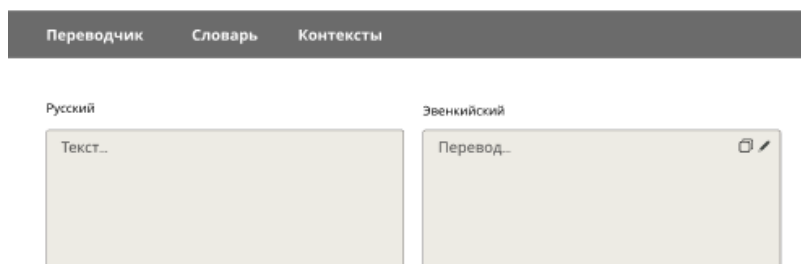 Переводчик Словарь Контексты
Русский Эвенкийский
Текст... Перевод...